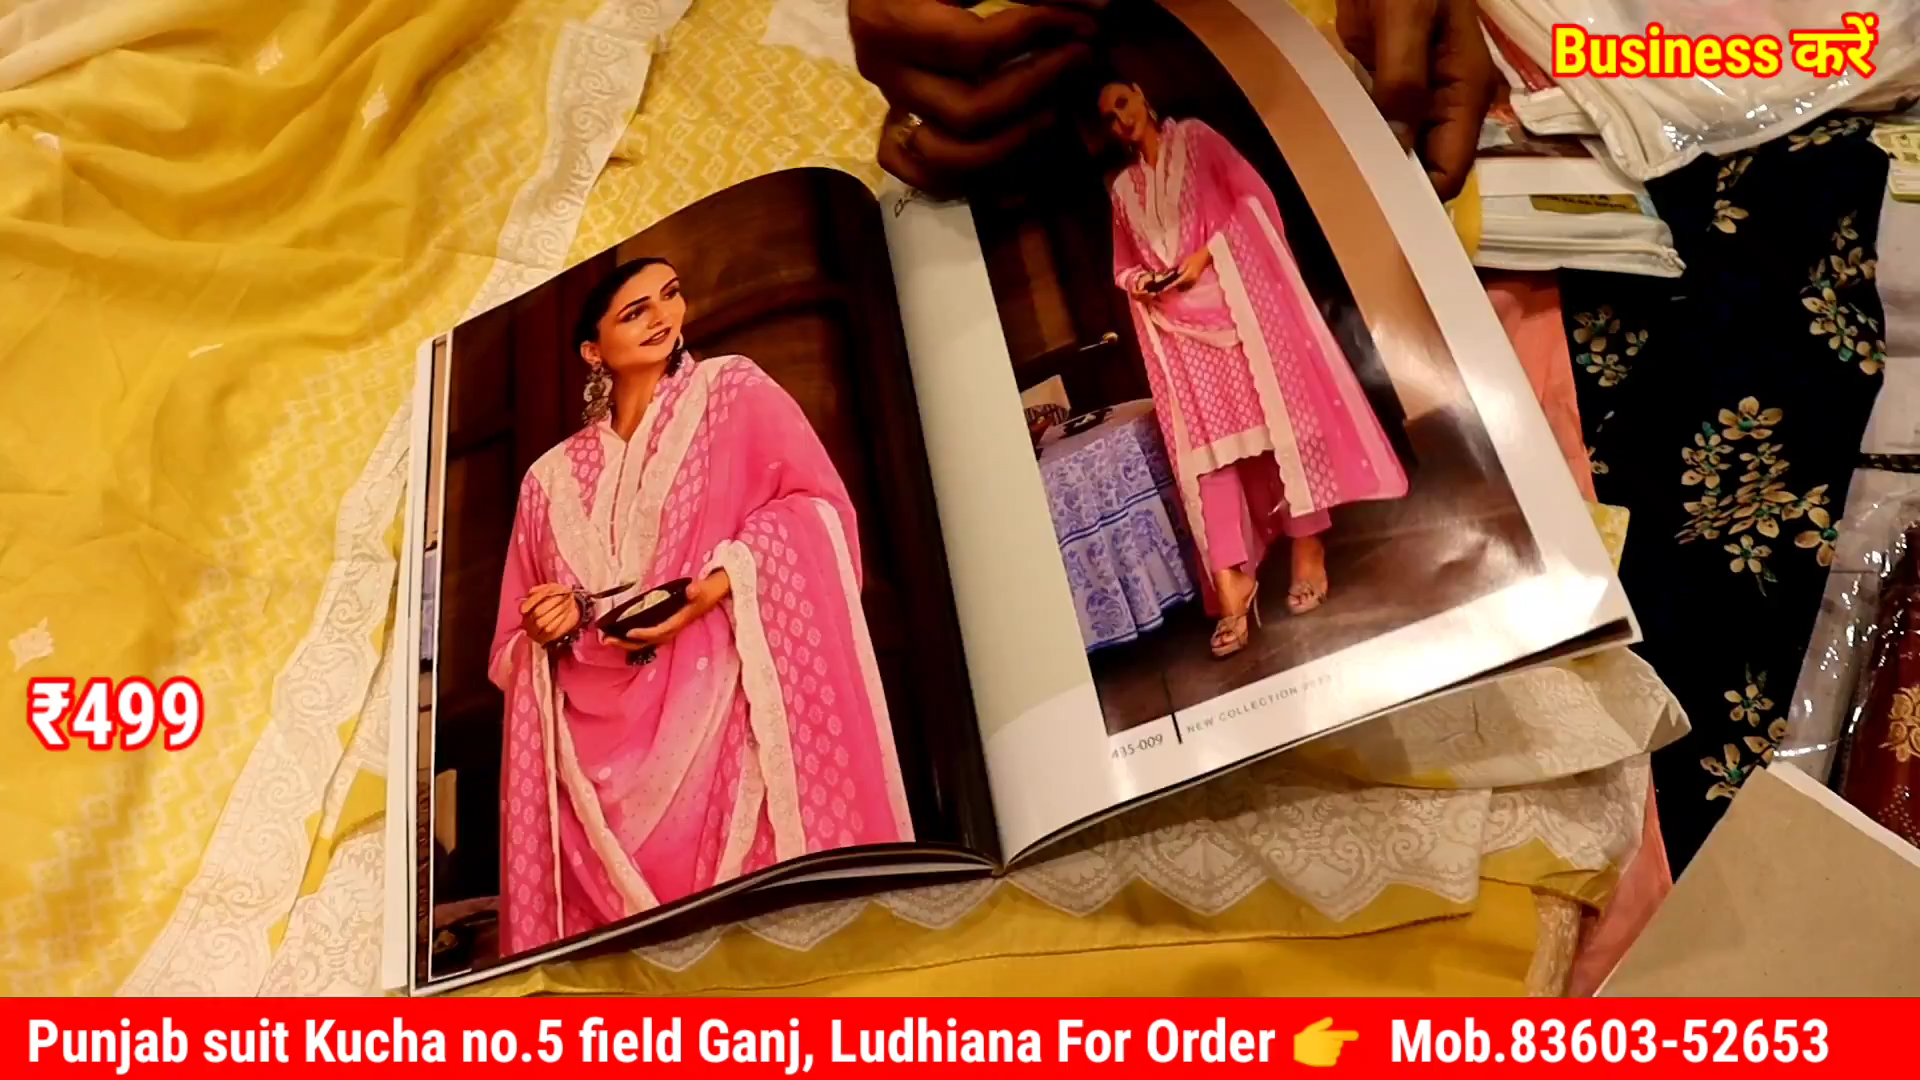 Business करें
₹499
435-009
NEW COLLECTION
Punjab suit Kucha no.5 field Ganj, Ludhiana For Order 👉 Mob.83603-52653